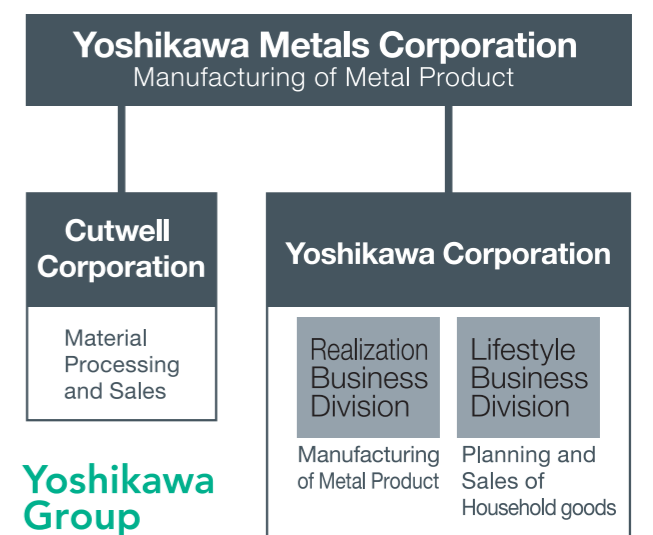 Yoshikawa Metals Corporation
Manufacturing of Metal Product
Cutwell
Corporation
Material
Processing
and Sales
Yoshikawa Corporation
Realization
Business
Division
Manufacturing
of Metal Product
Lifestyle
Business
Division
Planning and
Sales of
Household goods
Yoshikawa
Group